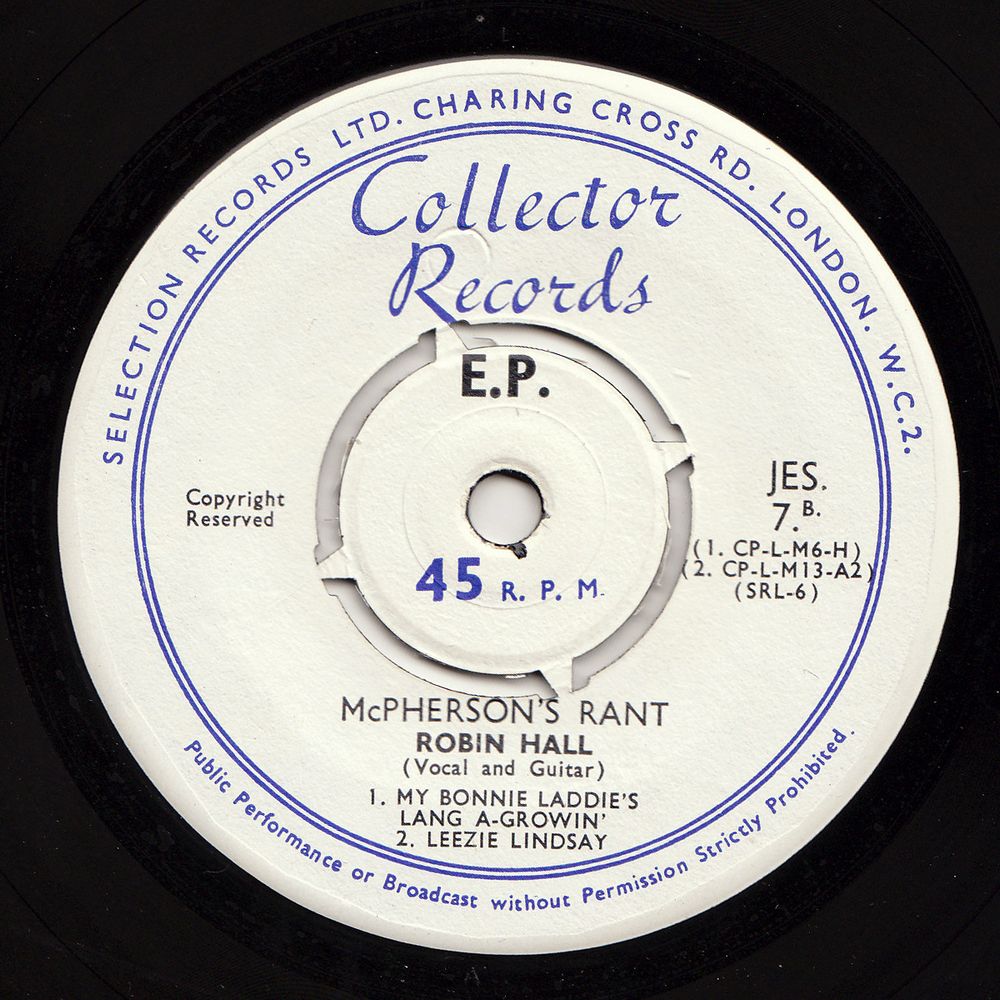 SELECTION RECORDS LTD. CHARING CROSS RD. LONDON. W.C.2.
Collector
Records
E.P.
Copyright
Reserved
JES.
7.B.
(1. CP-L-M6-H)
(2. CP-L-M13-A2)
(SRL-6)
45 R. P. M.
McPHERSON'S RANT
ROBIN HALL
(Vocal and Guitar)
1. MY BONNIE LADDIE'S
LANG A-GROWIN'
2. LEEZIE LINDSAY
Public Performance or Broadcast without Permission Strictly Prohibited.